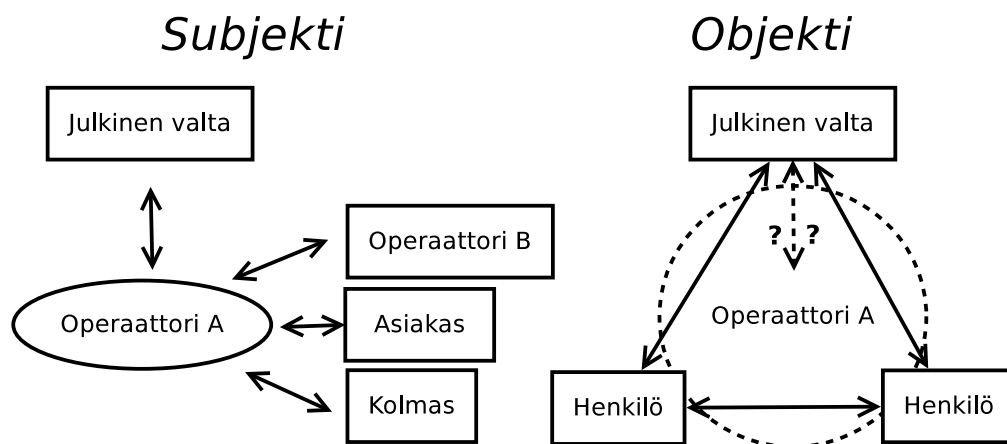 Subjekti
Objekti
Julkinen valta
Julkinen valta
Operaattori B
? ?
Operaattori A
Asiakas
Operaattori A
Kolmas
Henkilö
Henkilö